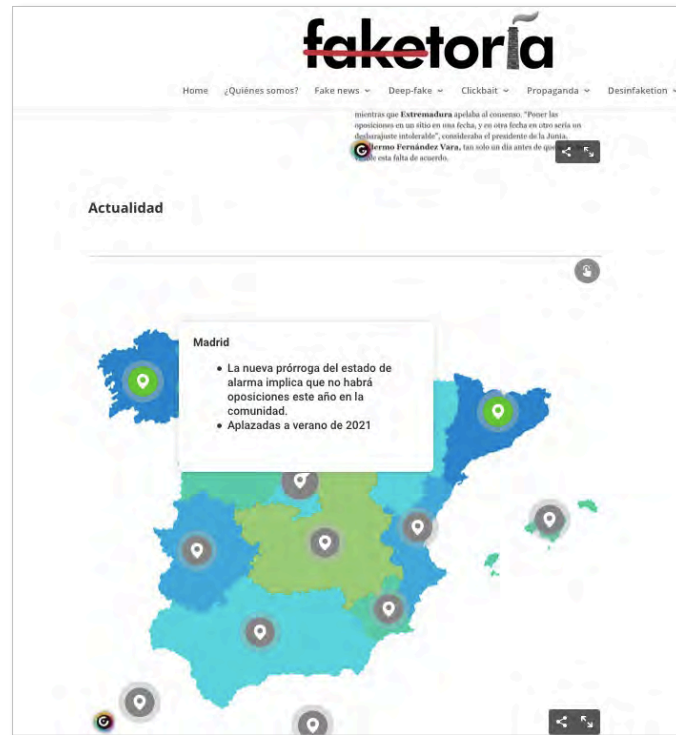 faketoría
Home ¿Quiénes somos? Fake news Deep-fake Clickbait Propaganda Desinfaketion
mientras que Extremadura apelaba al consenso. "Poner las
oposiciones en un sitio en una fecha, y en otra fecha en otro sería un
desbarajuste intolerable", consideraba el presidente de la Junta,
Fernández Vara, tan solo un día antes de que
esta falta de acuerdo.
Actualidad
Madrid
La nueva prórroga del estado de
alarma implica que no habrá
oposiciones este año en la
comunidad.
Aplazadas a verano de 2021